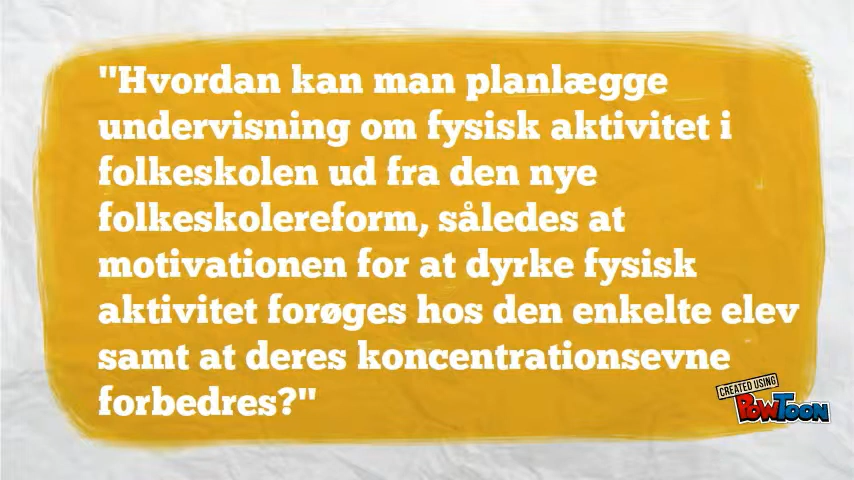 "Hvordan kan man planlægge
undervisning om fysisk aktivitet i
folkeskolen ud fra den nye
folkeskolereform, således at
motivationen for at dyrke fysisk
aktivitet forøges hos den enkelte elev
samt at deres koncentrationsevne
forbedres?"
CREATED USING
POWTOON